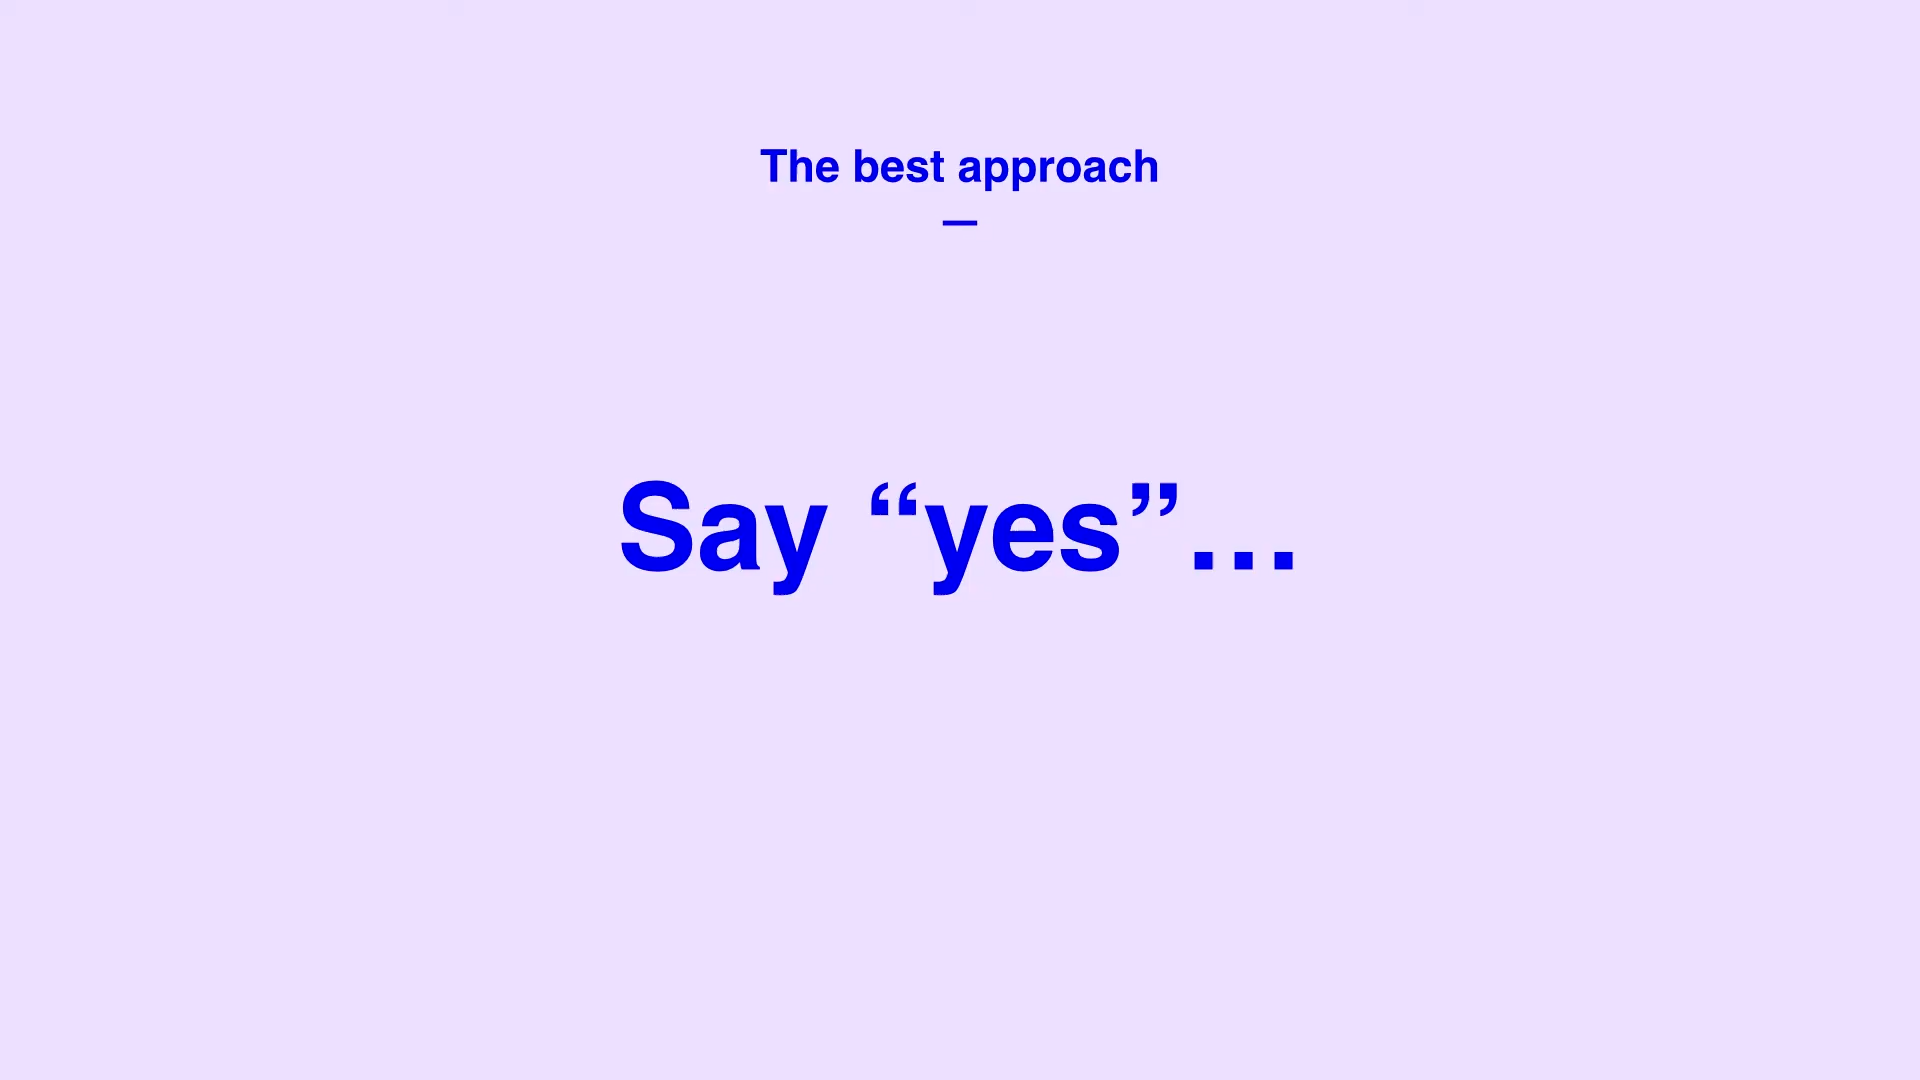 The best approach
—
Say “yes”…